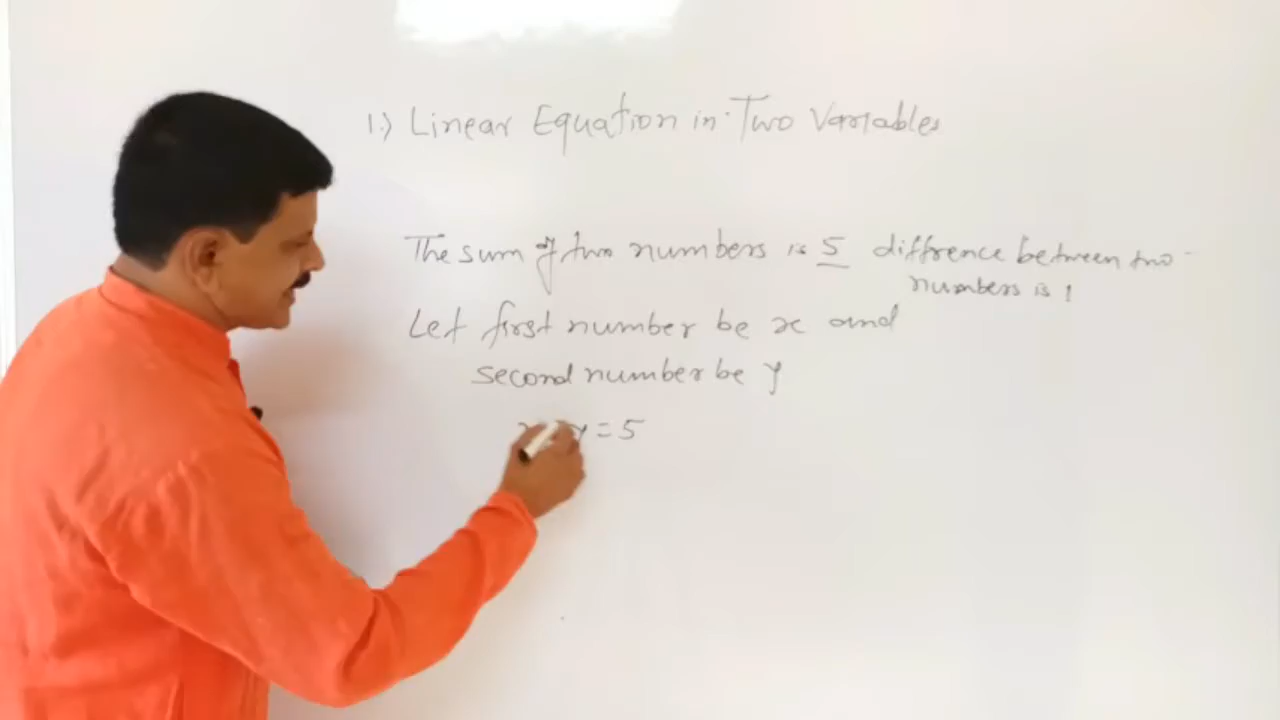 1.) Linear Equation in Two Variables
The sum of two numbers is 5 difference between two
numbers is 1
Let first number be x and
second number be y
y = 5